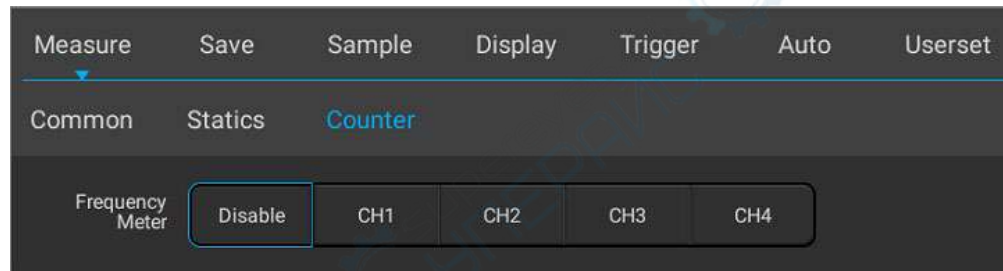 Measure Save Sample Display Trigger Auto Userset
Common Statics Counter
Frequency
Meter
Disable CH1 CH2 CH3 CH4